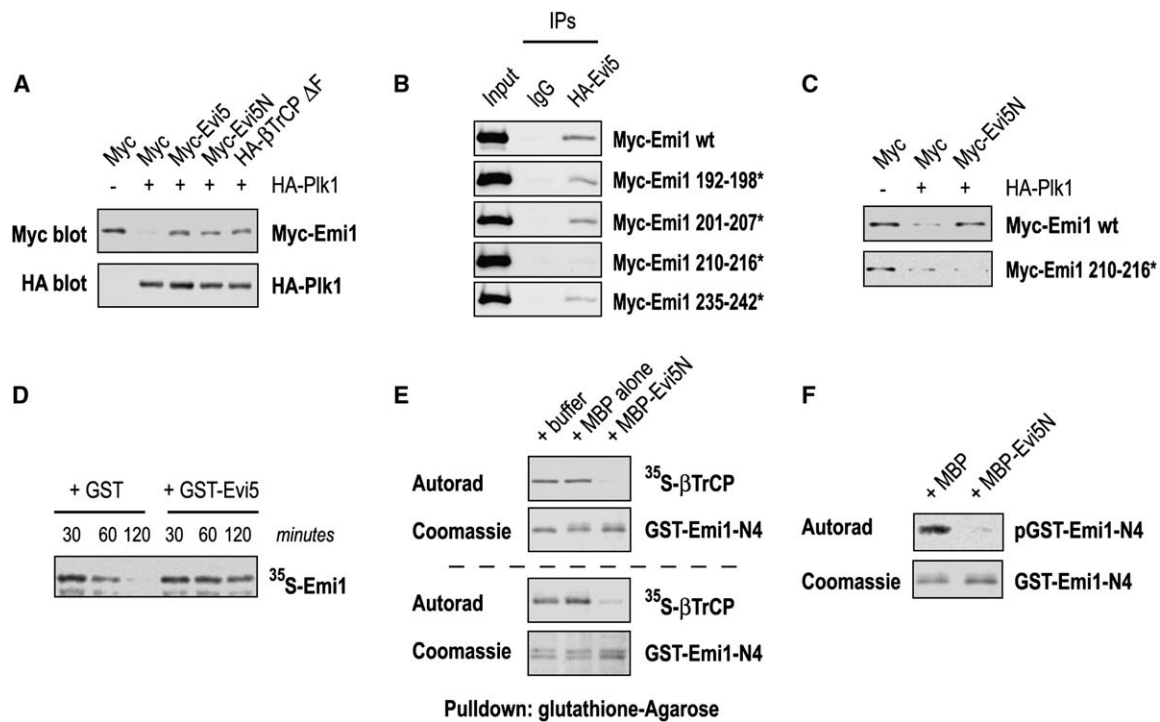 A
Myc
Myc
Myc-Evi5
Myc-Evi5N
HA-βTrCP ΔF
- + + + + HA-Plk1
Myc blot Myc-Emi1
HA blot HA-Plk1
B
IPs
Input
IgG
HA-Evi5
Myc-Emi1 wt
Myc-Emi1 192-198*
Myc-Emi1 201-207*
Myc-Emi1 210-216*
Myc-Emi1 235-242*
C
Myc
Myc
Myc-Evi5N
- + + HA-Plk1
Myc-Emi1 wt
Myc-Emi1 210-216*
D
+ GST + GST-Evi5
30 60 120 30 60 120 minutes
³⁵S-Emi1
E
+ buffer
+ MBP alone
+ MBP-Evi5N
Autorad ³⁵S-βTrCP
Coomassie GST-Emi1-N4
Autorad ³⁵S-βTrCP
Coomassie GST-Emi1-N4
Pulldown: glutathione-Agarose
F
+ MBP
+ MBP-Evi5N
Autorad pGST-Emi1-N4
Coomassie GST-Emi1-N4